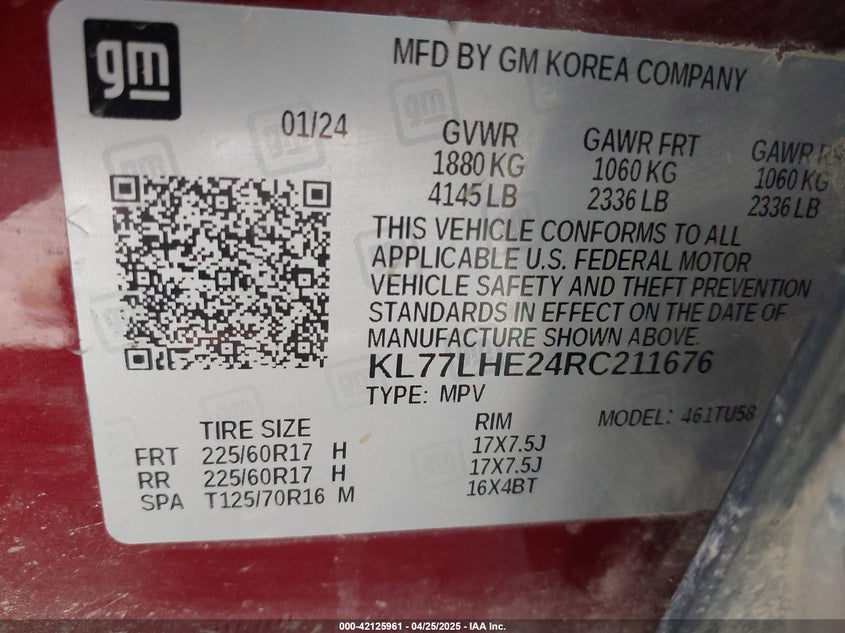 gm
MFD BY GM KOREA COMPANY
01/24
GVWR GAWR FRT GAWR
1880 KG 1060 KG 1060 KG
4145 LB 2336 LB 2336 LB
THIS VEHICLE CONFORMS TO ALL
APPLICABLE U.S. FEDERAL MOTOR
VEHICLE SAFETY AND THEFT PREVENTION
STANDARDS IN EFFECT ON THE DATE OF
MANUFACTURE SHOWN ABOVE.
KL77LHE24RC211676
TYPE: MPV MODEL: 461TU58
TIRE SIZE RIM
FRT 225/60R17 H 17X7.5J
RR 225/60R17 H 17X7.5J
SPA T125/70R16 M 16X4BT
000-42125961 - 04/25/2025 - IAA Inc.